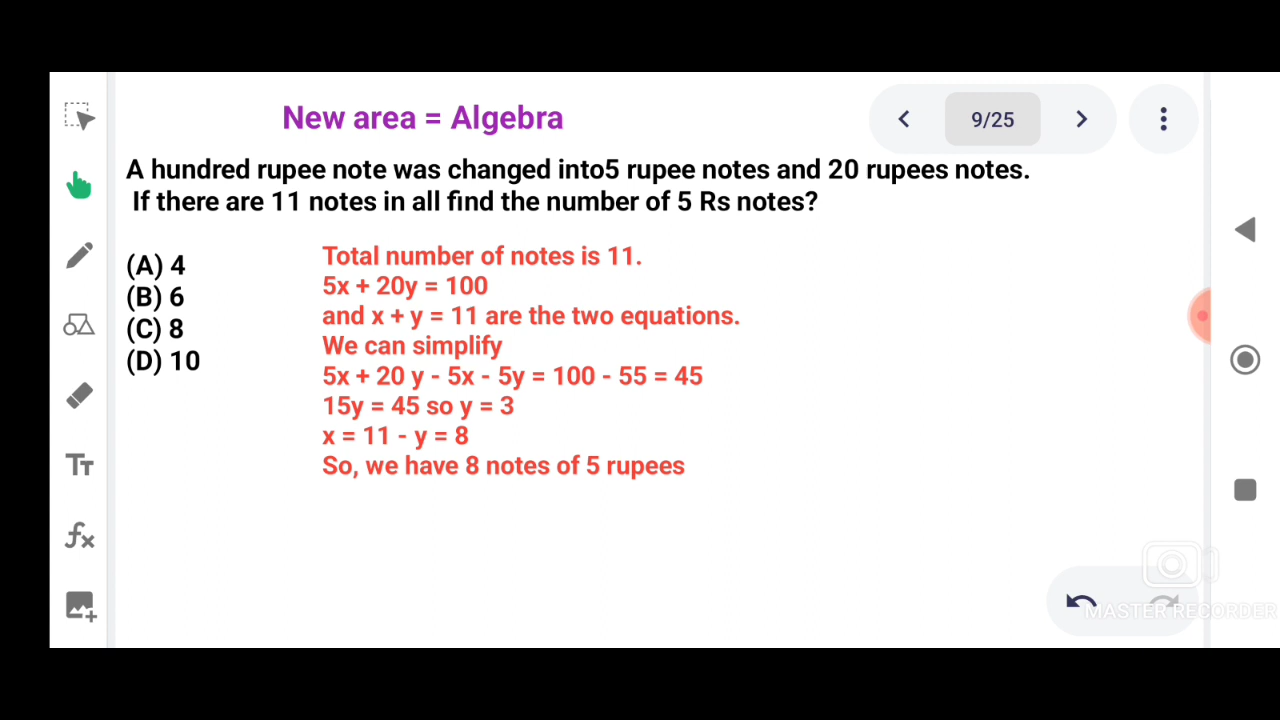 New area = Algebra
9/25
A hundred rupee note was changed into5 rupee notes and 20 rupees notes.
If there are 11 notes in all find the number of 5 Rs notes?
(A) 4
(B) 6
(C) 8
(D) 10
Total number of notes is 11.
5x + 20y = 100
and x + y = 11 are the two equations.
We can simplify
5x + 20 y - 5x - 5y = 100 - 55 = 45
15y = 45 so y = 3
x = 11 - y = 8
So, we have 8 notes of 5 rupees
Tт
fx
MASTER RECORDER